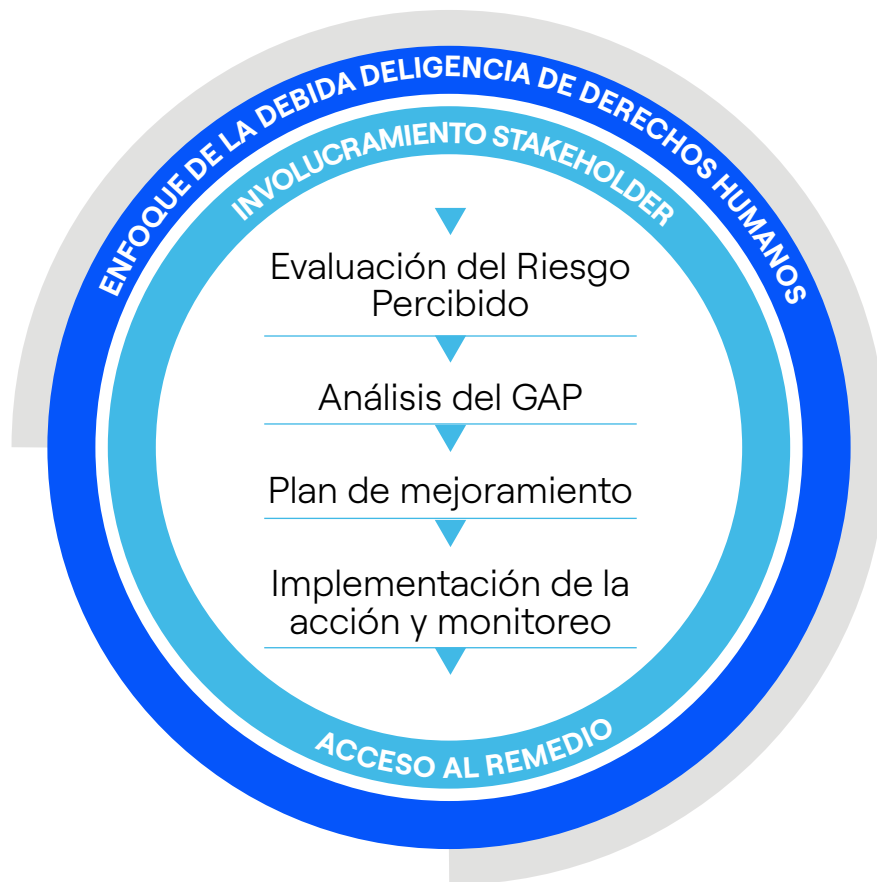 ENFOQUE DE LA DEBIDA DELIGENCIA DE DERECHOS HUMANOS
INVOLUCRAMIENTO STAKEHOLDER
Evaluación del Riesgo
Percibido
Análisis del GAP
Plan de mejoramiento
Implementación de la
acción y monitoreo
ACCESO AL REMEDIO